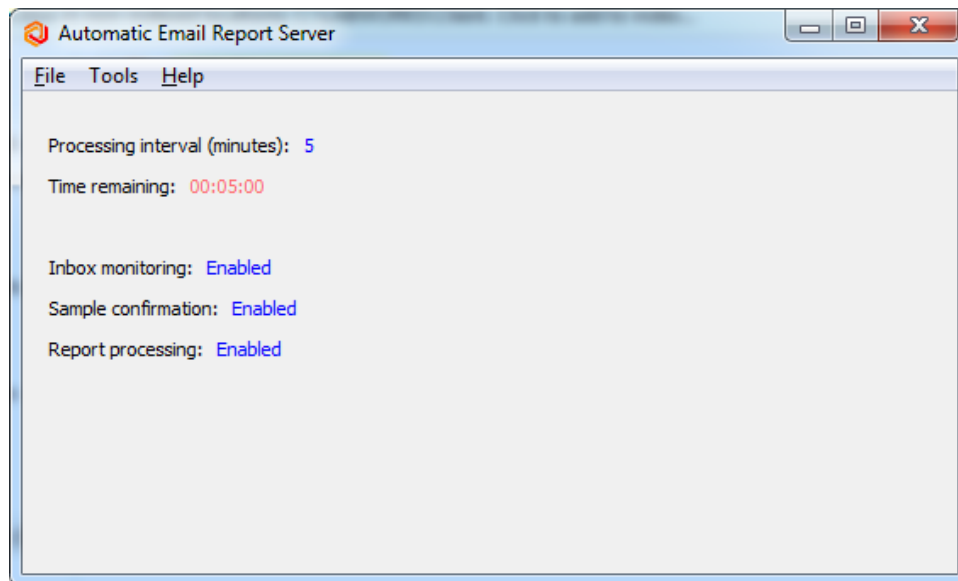 Automatic Email Report Server
File Tools Help
Processing interval (minutes): 5
Time remaining: 00:05:00
Inbox monitoring: Enabled
Sample confirmation: Enabled
Report processing: Enabled